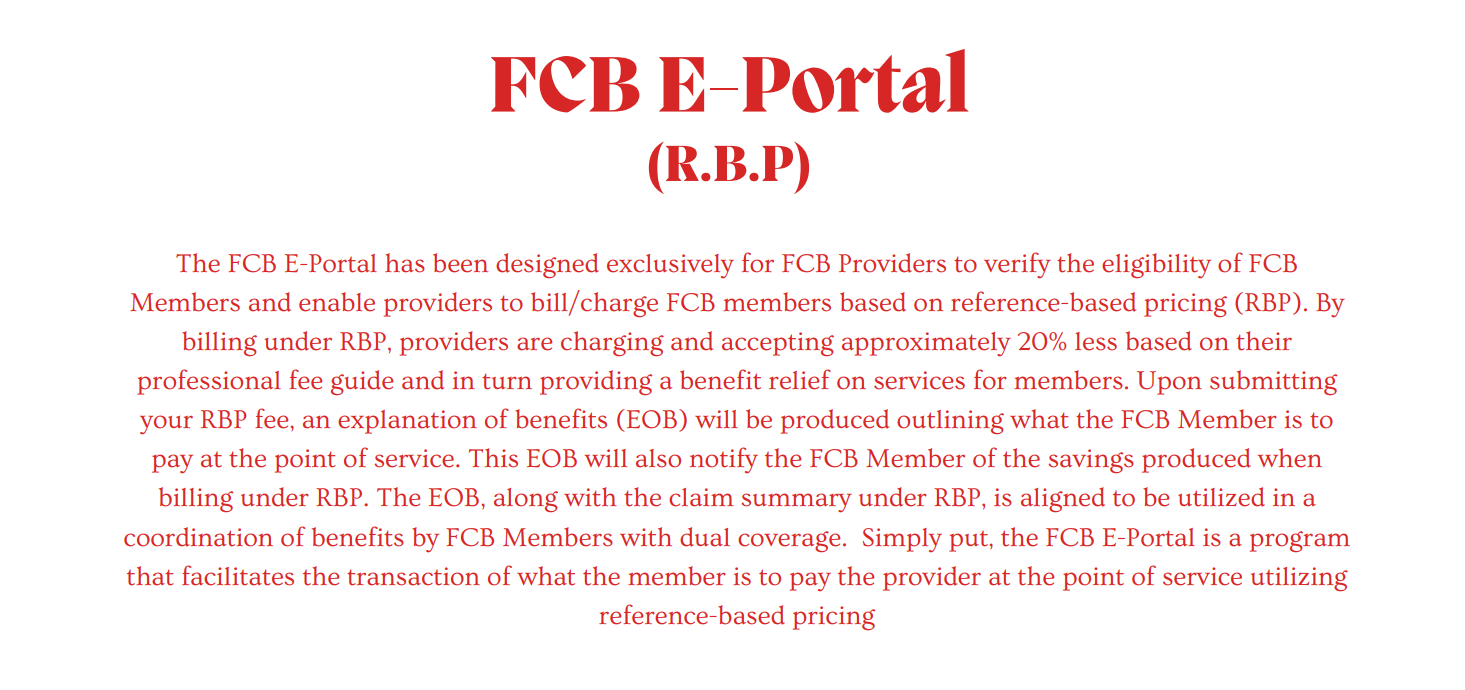 FCB E-Portal
(R.B.P)
The FCB E-Portal has been designed exclusively for FCB Providers to verify the eligibility of FCB
Members and enable providers to bill/charge FCB members based on reference-based pricing (RBP). By
billing under RBP, providers are charging and accepting approximately 20% less based on their
professional fee guide and in turn providing a benefit relief on services for members. Upon submitting
your RBP fee, an explanation of benefits (EOB) will be produced outlining what the FCB Member is to
pay at the point of service. This EOB will also notify the FCB Member of the savings produced when
billing under RBP. The EOB, along with the claim summary under RBP, is aligned to be utilized in a
coordination of benefits by FCB Members with dual coverage.  Simply put, the FCB E-Portal is a program
that facilitates the transaction of what the member is to pay the provider at the point of service utilizing
reference-based pricing